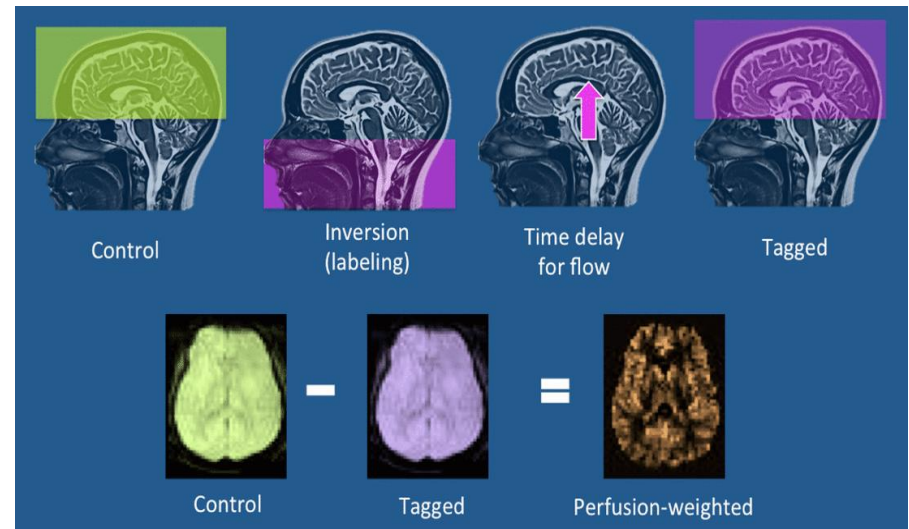 Control
Inversion
(labeling)
Time delay
for flow
Tagged
Control
Tagged
Perfusion-weighted